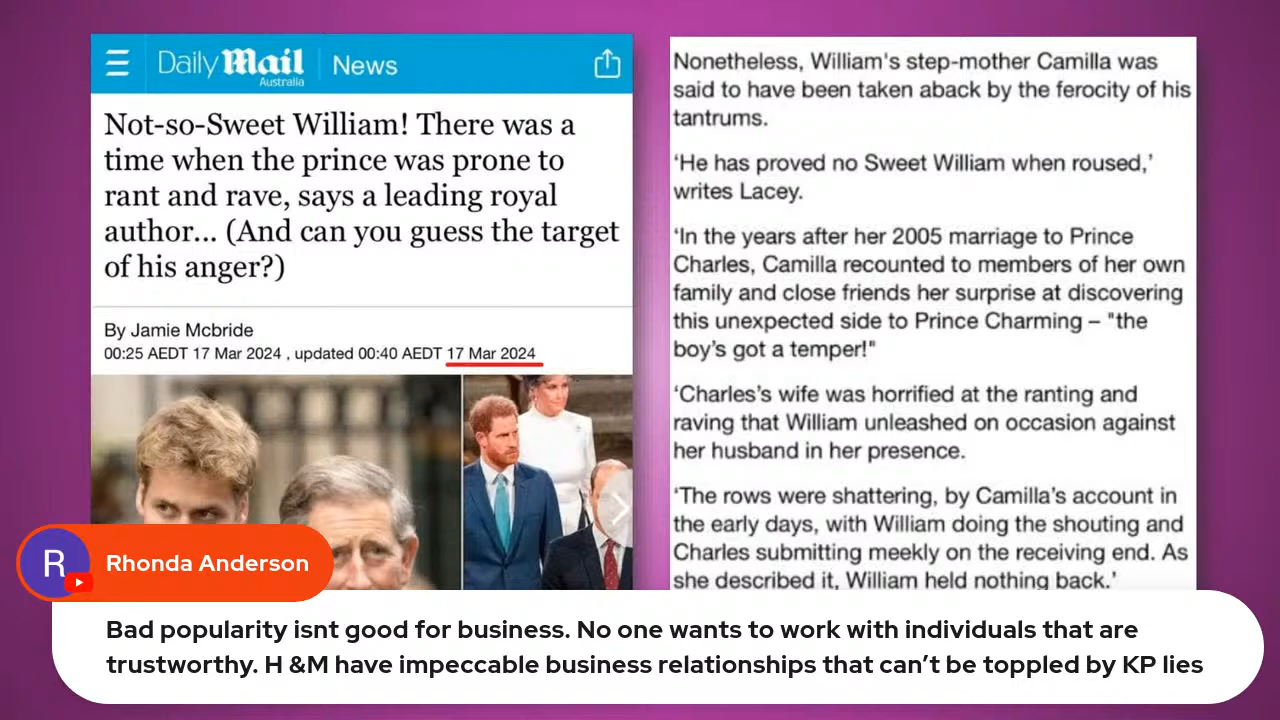 Daily Mail
Australia
News
Not-so-Sweet William! There was a
time when the prince was prone to
rant and rave, says a leading royal
author... (And can you guess the target
of his anger?)
By Jamie Mcbride
00:25 AEDT 17 Mar 2024 , updated 00:40 AEDT 17 Mar 2024
Nonetheless, William's step-mother Camilla was
said to have been taken aback by the ferocity of his
tantrums.
‘He has proved no Sweet William when roused,’
writes Lacey.
‘In the years after her 2005 marriage to Prince
Charles, Camilla recounted to members of her own
family and close friends her surprise at discovering
this unexpected side to Prince Charming – "the
boy’s got a temper!"
‘Charles’s wife was horrified at the ranting and
raving that William unleashed on occasion against
her husband in her presence.
‘The rows were shattering, by Camilla’s account in
the early days, with William doing the shouting and
Charles submitting meekly on the receiving end. As
she described it, William held nothing back.’
R
Rhonda Anderson
Bad popularity isnt good for business. No one wants to work with individuals that are
trustworthy. H &M have impeccable business relationships that can’t be toppled by KP lies